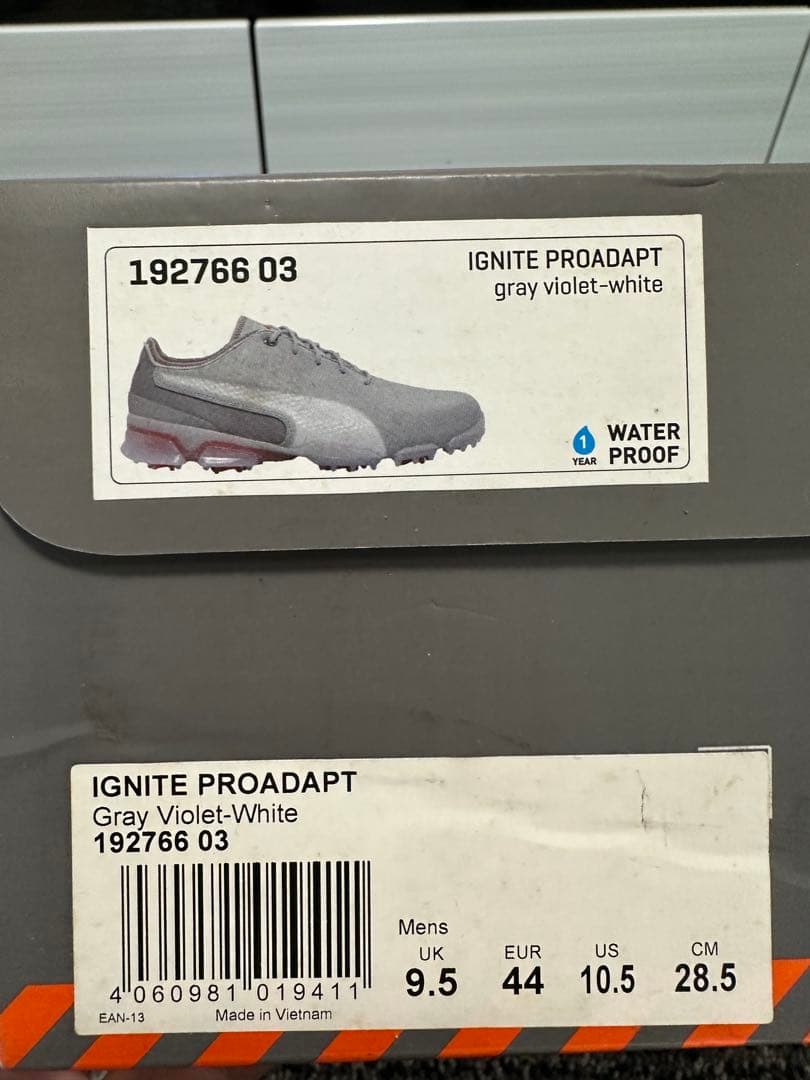 192766 03
IGNITE PROADAPT
gray violet-white
1
YEAR
WATER
PROOF
IGNITE PROADAPT
Gray Violet-White
192766 03
4 060981 019411
EAN-13
Made in Vietnam
Mens
UK EUR US CM
9.5 44 10.5 28.5